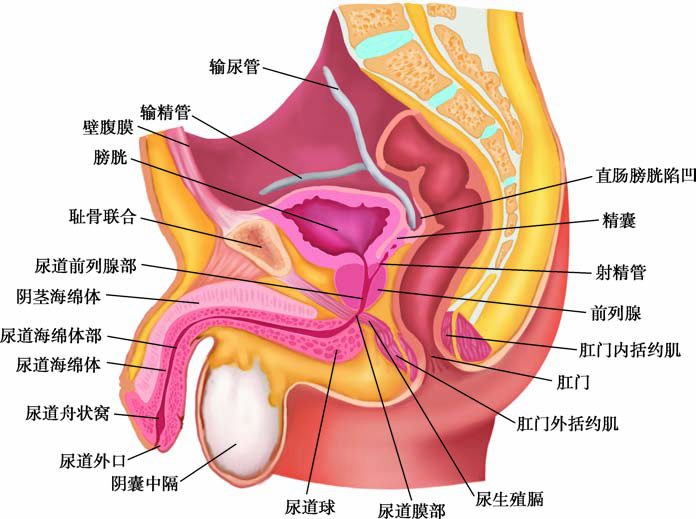 输尿管
输精管
壁腹膜
膀胱
耻骨联合
尿道前列腺部
阴茎海绵体
尿道海绵体部
尿道海绵体
尿道舟状窝
尿道外口
阴囊中隔
尿道球
尿道膜部
尿生殖膈
肛门外括约肌
肛门
肛门内括约肌
前列腺
射精管
精囊
直肠膀胱陷凹